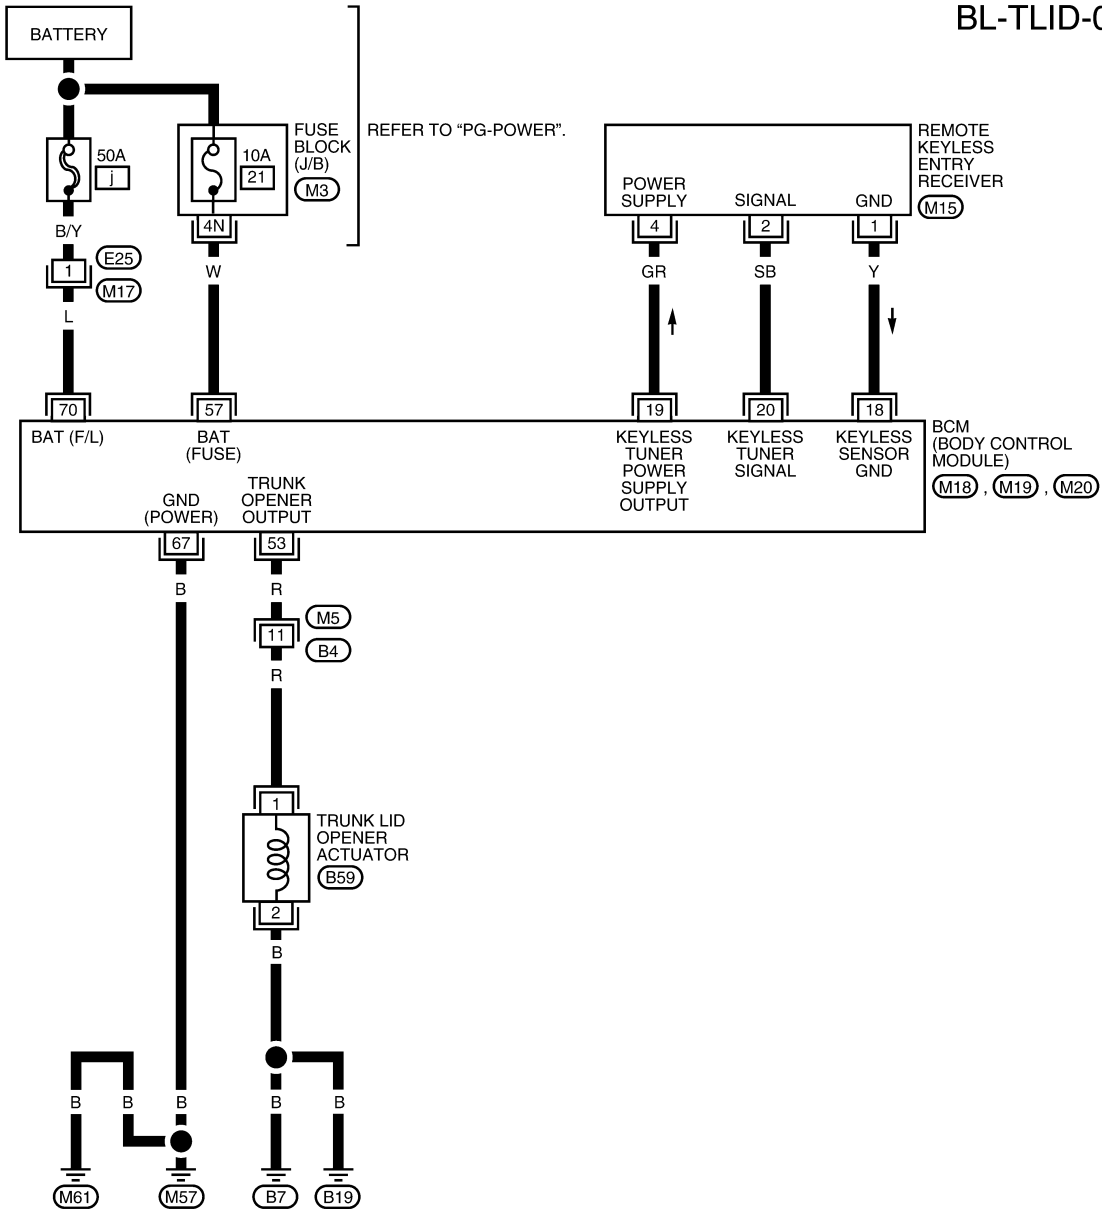 BL-TLID-0
BATTERY
50A
j
10A
21
FUSE
BLOCK
(J/B)
M3
REFER TO “PG-POWER”.
4N
B/Y
W
1
E25
M17
L
REMOTE
KEYLESS
ENTRY
RECEIVER
M15
POWER
SUPPLY
SIGNAL
GND
4
2
1
GR
SB
Y
70
57
19
20
18
BAT (F/L)
BAT
(FUSE)
KEYLESS
TUNER
POWER
SUPPLY
OUTPUT
KEYLESS
TUNER
SIGNAL
KEYLESS
SENSOR
GND
BCM
(BODY CONTROL
MODULE)
M18 , M19 , M20
GND
(POWER)
TRUNK
OPENER
OUTPUT
67
53
B
R
11
M5
B4
R
1
TRUNK LID
OPENER
ACTUATOR
B59
2
B
B
B
B
B
B
M61
M57
B7
B19